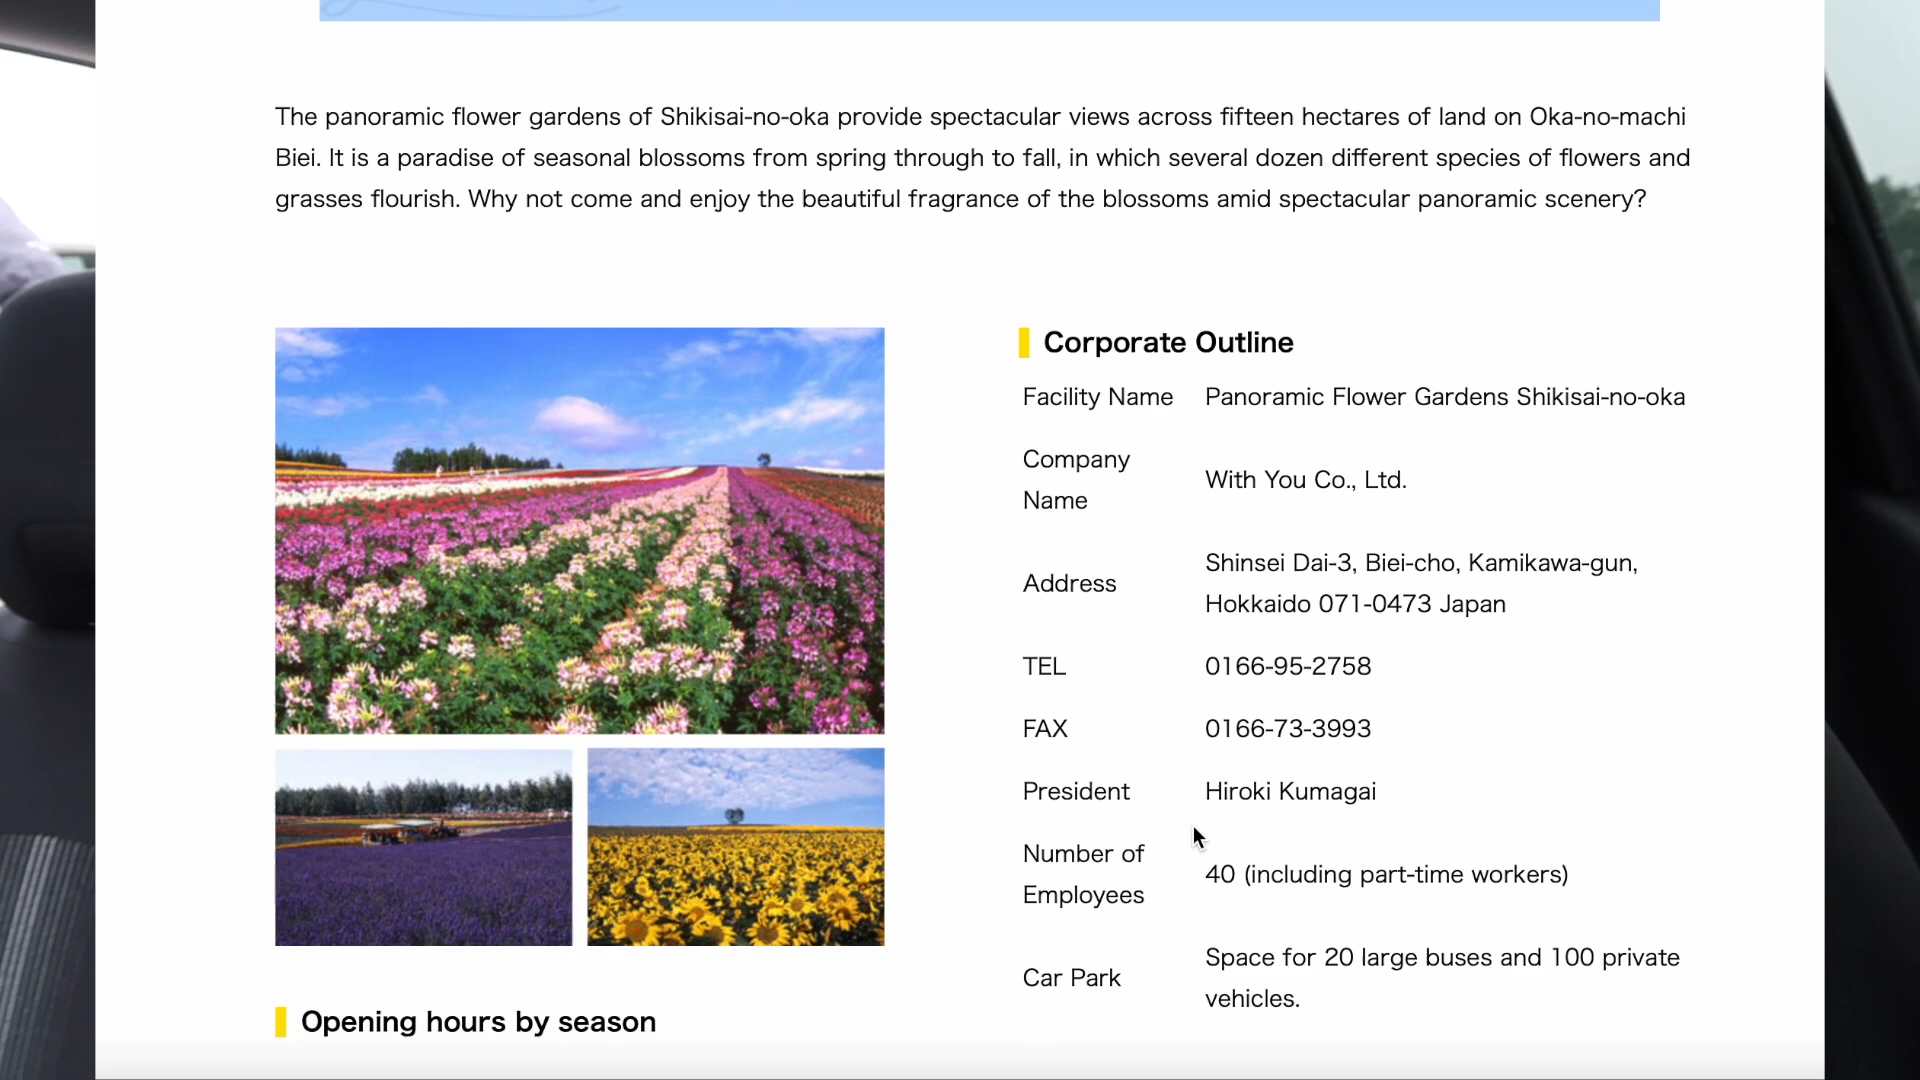 The panoramic flower gardens of Shikisai-no-oka provide spectacular views across fifteen hectares of land on Oka-no-machi
Biei. It is a paradise of seasonal blossoms from spring through to fall, in which several dozen different species of flowers and
grasses flourish. Why not come and enjoy the beautiful fragrance of the blossoms amid spectacular panoramic scenery?
Corporate Outline
Facility Name Panoramic Flower Gardens Shikisai-no-oka
Company
Name
With You Co., Ltd.
Address
Shinsei Dai-3, Biei-cho, Kamikawa-gun,
Hokkaido 071-0473 Japan
TEL 0166-95-2758
FAX 0166-73-3993
President Hiroki Kumagai
Number of
Employees
40 (including part-time workers)
Car Park
Space for 20 large buses and 100 private
vehicles.
Opening hours by season